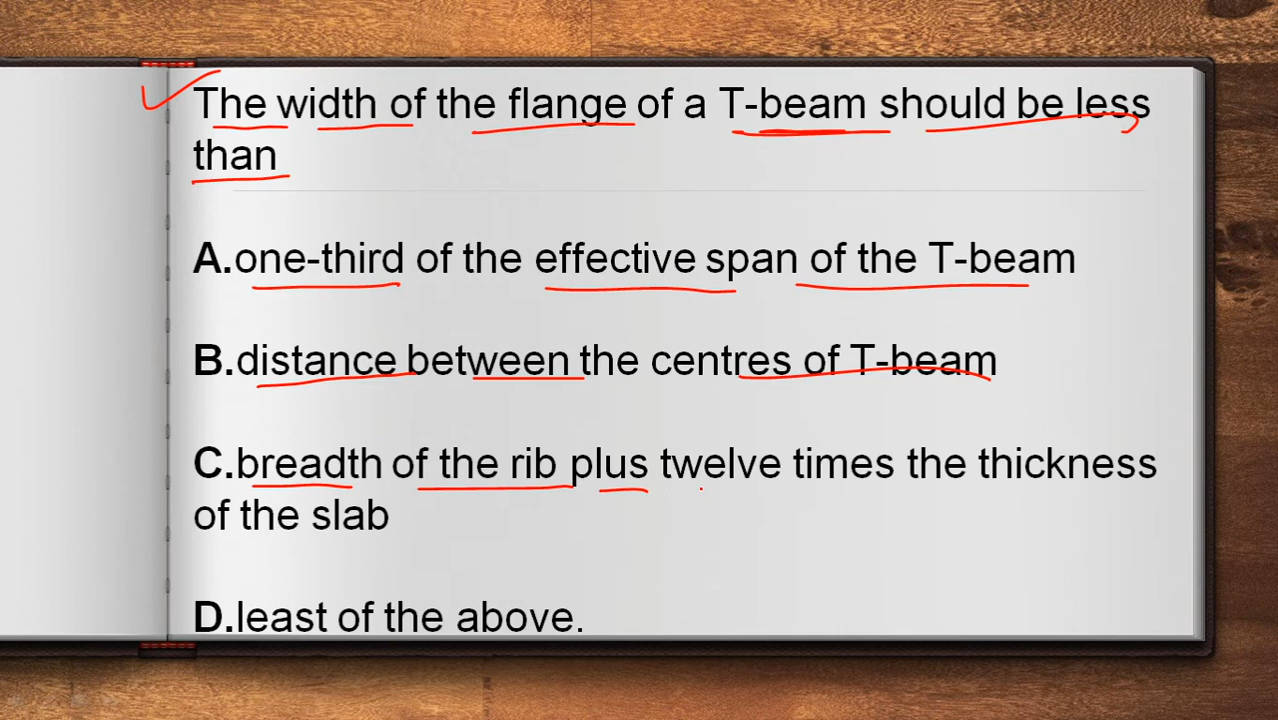 The width of the flange of a T-beam should be less
than
A.one-third of the effective span of the T-beam
B.distance between the centres of T-beam
C.breadth of the rib plus twelve times the thickness
of the slab
D.least of the above.